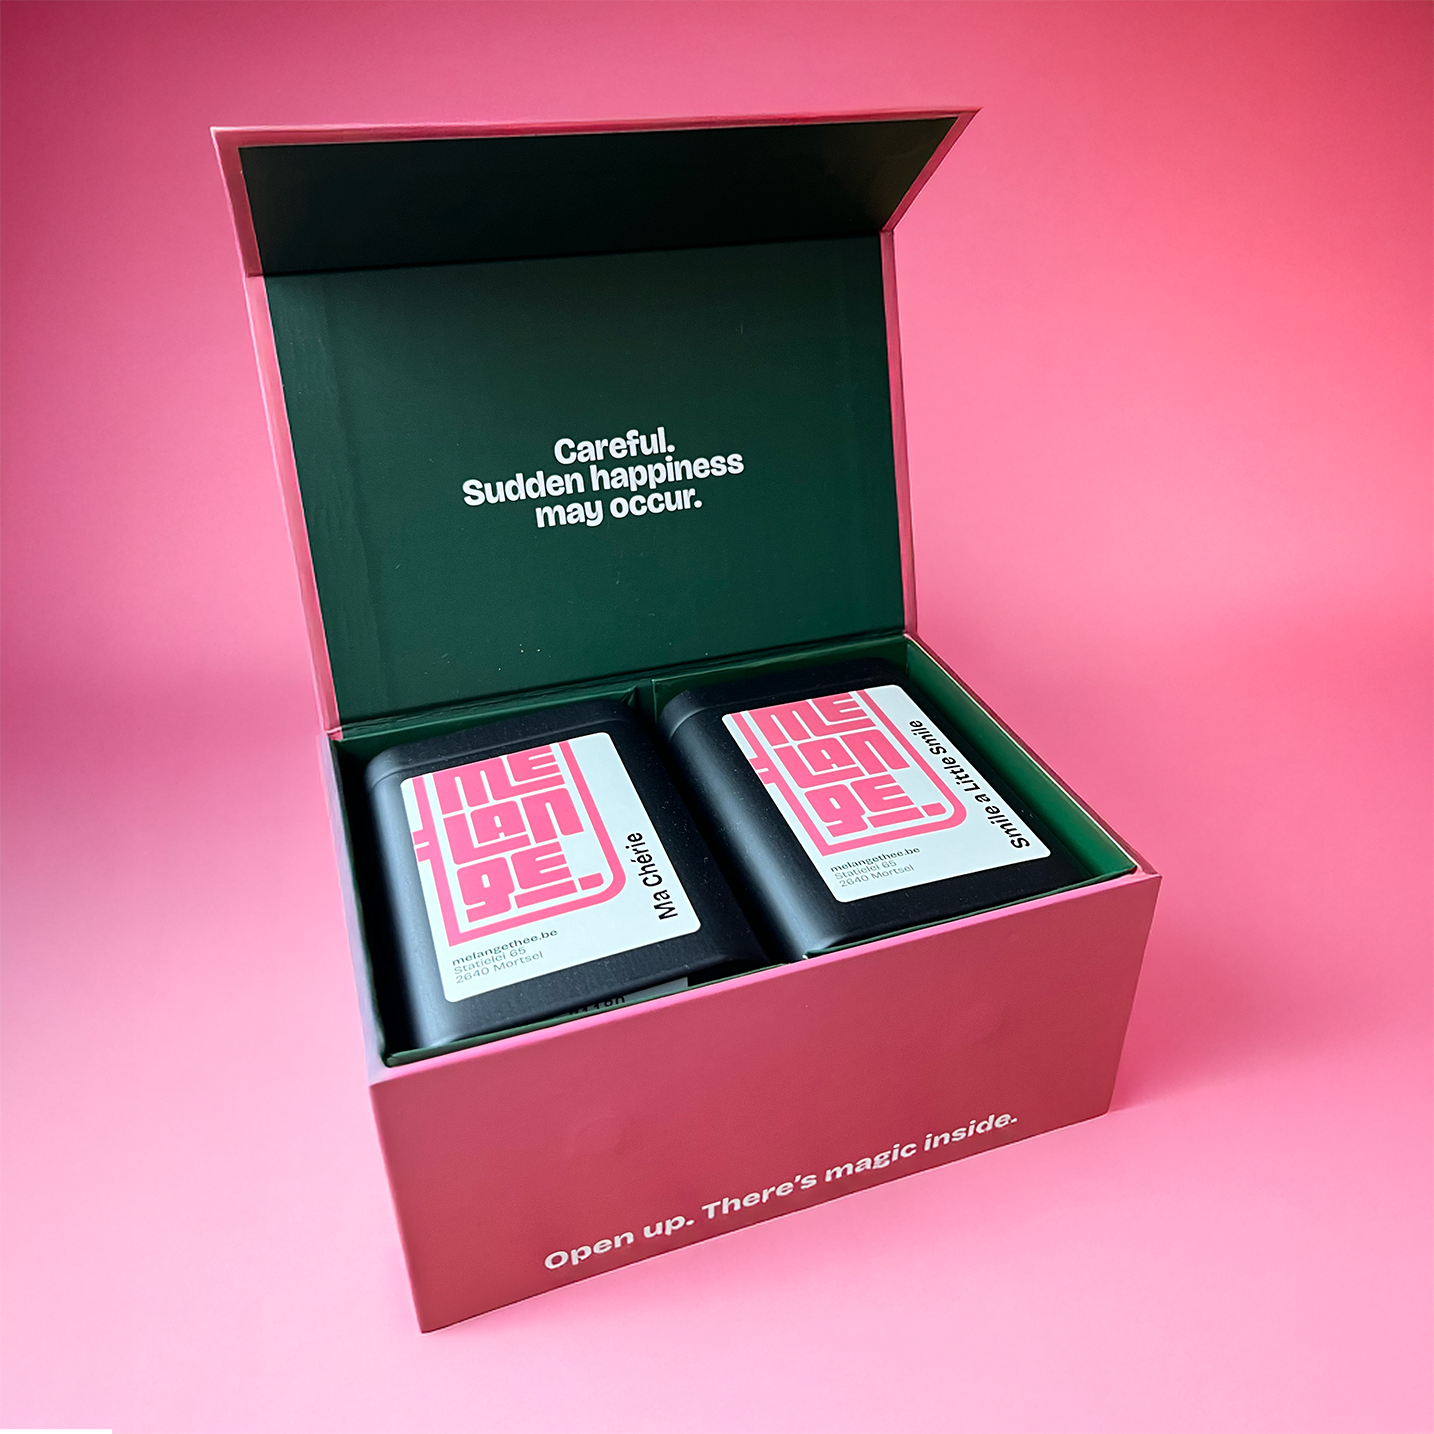 Careful.
Sudden happiness
may occur.
ME
LAN
GE.
melangethee.be
Statielei 65
2640 Mortsel
Ma Chérie
ME
LAN
GE.
melangethee.be
Statielei 65
2640 Mortsel
Smile a Little Smile
Open up. There's magic inside.